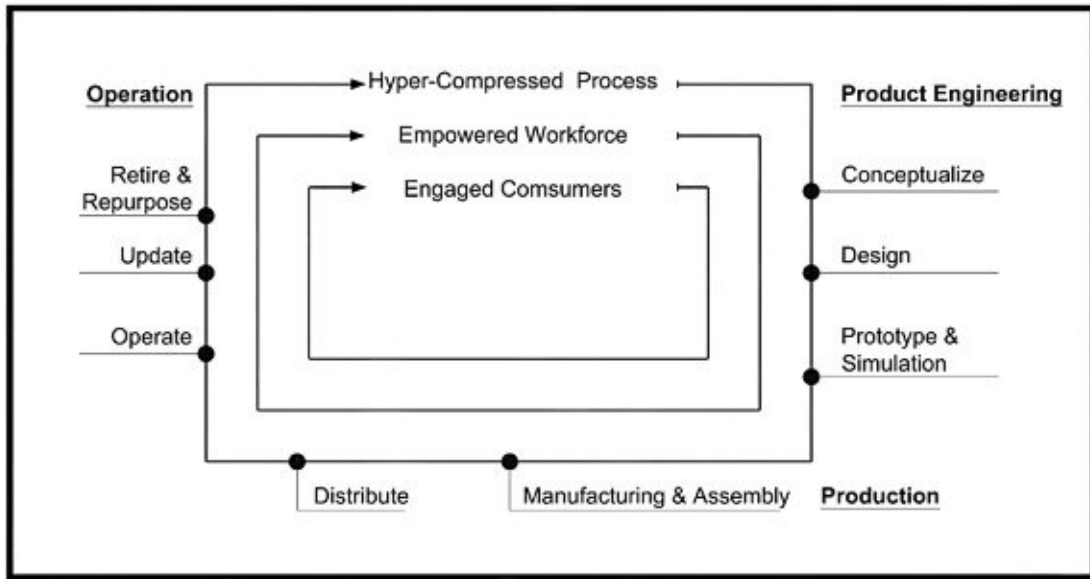 Hyper-Compressed Process
Operation
Product Engineering
Empowered Workforce
Retire &
Repurpose
Engaged Comsumers
Conceptualize
Update
Design
Operate
Prototype &
Simulation
Distribute
Manufacturing & Assembly
Production